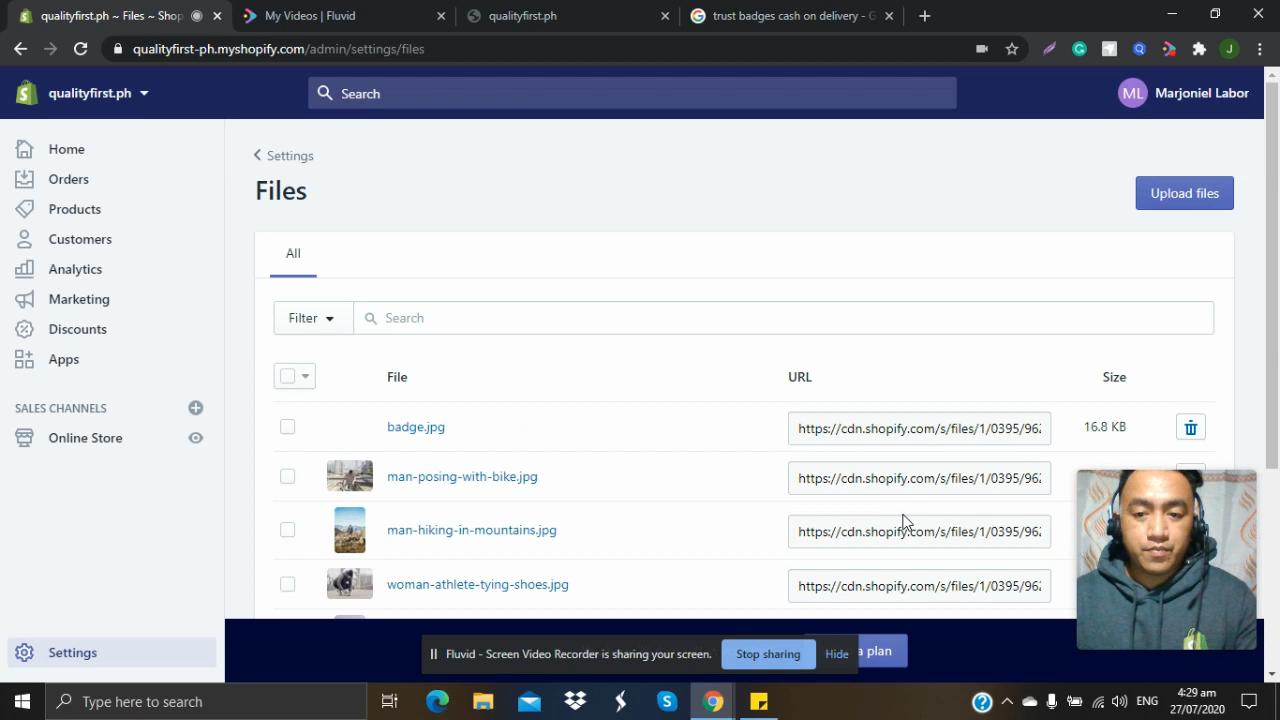 qualityfirst.ph ~ Files ~ Shop
My Videos | Fluvid
qualityfirst.ph
trust badges cash on delivery - G
qualityfirst-ph.myshopify.com/admin/settings/files
J
qualityfirst.ph
Search
ML
Marjoniel Labor
Home
Orders
Products
Customers
Analytics
Marketing
Discounts
Apps
SALES CHANNELS
Online Store
Settings
Settings
Files
Upload files
All
Filter
Search
File
URL
Size
badge.jpg
https://cdn.shopify.com/s/files/1/0395/962
16.8 KB
man-posing-with-bike.jpg
https://cdn.shopify.com/s/files/1/0395/962
man-hiking-in-mountains.jpg
https://cdn.shopify.com/s/files/1/0395/962
woman-athlete-tying-shoes.jpg
https://cdn.shopify.com/s/files/1/0395/962
Fluvid - Screen Video Recorder is sharing your screen.
Stop sharing
Hide
a plan
Type here to search
ENG
4:29 am
27/07/2020